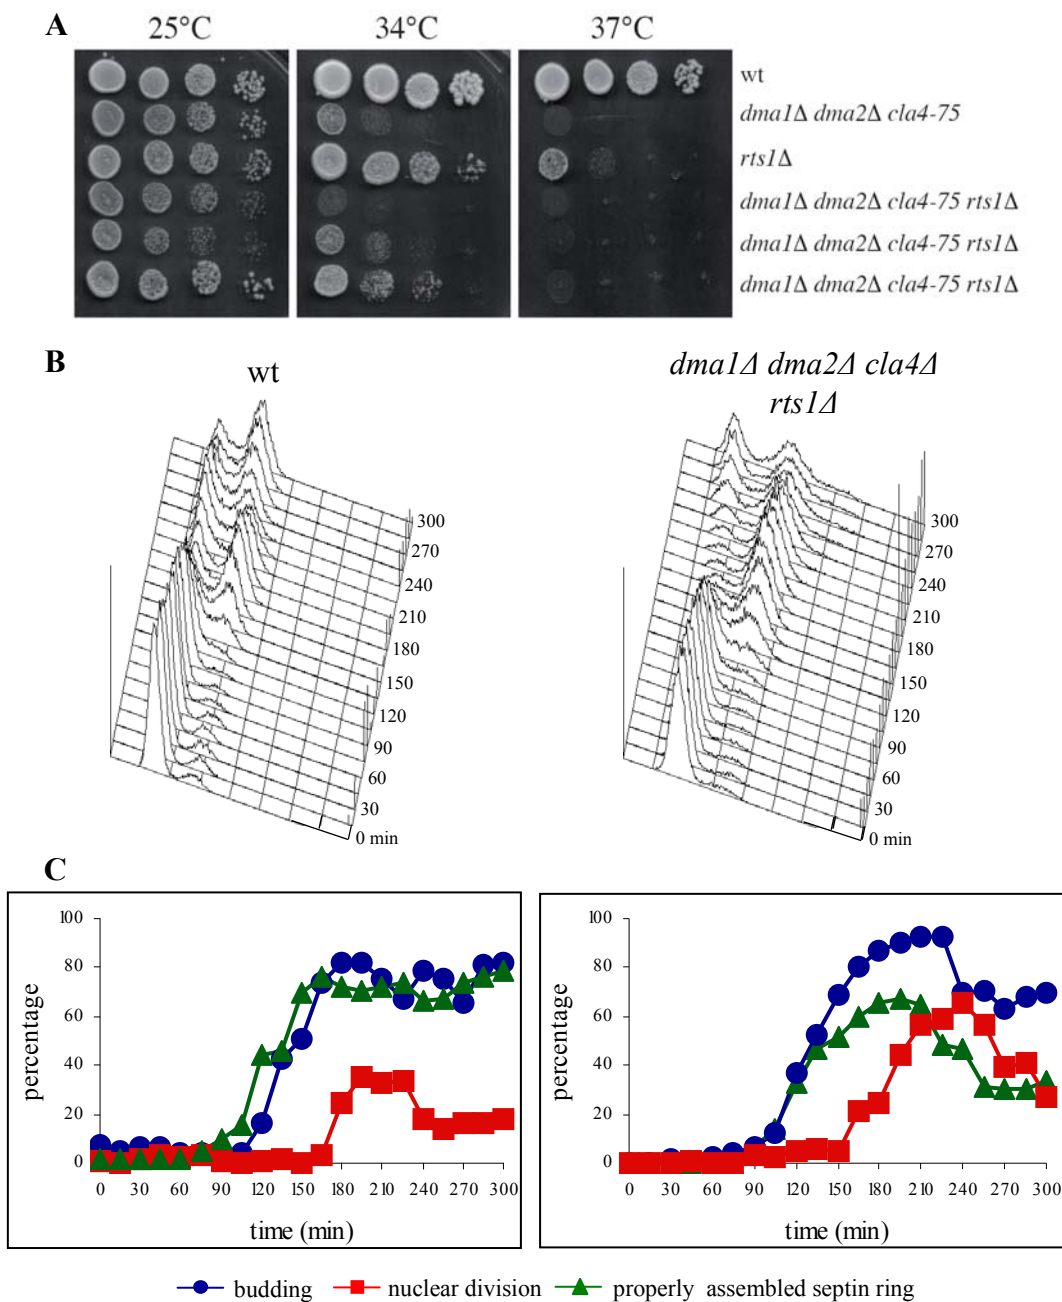 A
25°C 34°C 37°C
wt
dma1Δ dma2Δ cla4-75
rts1Δ
dma1Δ dma2Δ cla4-75 rts1Δ
dma1Δ dma2Δ cla4-75 rts1Δ
dma1Δ dma2Δ cla4-75 rts1Δ
B
wt
dma1Δ dma2Δ cla4Δ
rts1Δ
300
270
240
210
180
150
120
90
60
30
0 min
300
270
240
210
180
150
120
90
60
30
0 min
C
percentage
100
80
60
40
20
0
0 30 60 90 120 150 180 210 240 270 300
time (min)
percentage
100
80
60
40
20
0
0 30 60 90 120 150 180 210 240 270 300
time (min)
budding nuclear division properly assembled septin ring